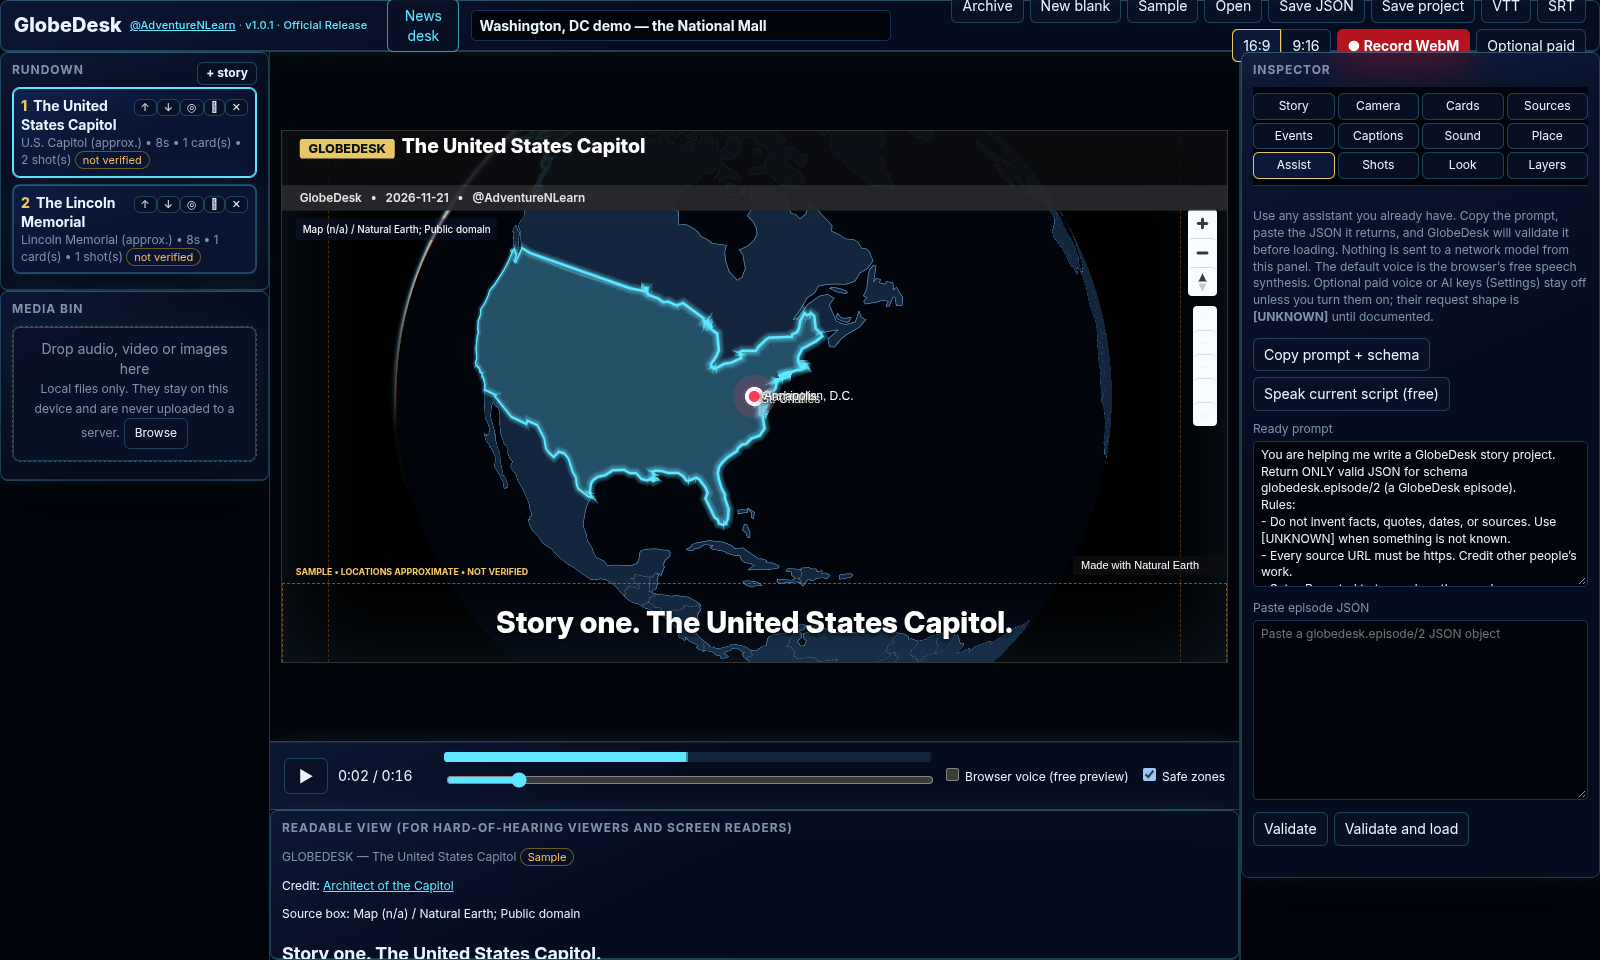 GlobeDesk @AdventureNLearn · v1.0.1 · Official Release
News desk
Washington, DC demo — the National Mall
Archive New blank Sample Open Save JSON Save project VTT SRT
16:9 9:16 Record WebM Optional paid
RUNDOWN
+ story
1 The United States Capitol
U.S. Capitol (approx.) • 8s • 1 card(s) •
2 shot(s) not verified
2 The Lincoln Memorial
Lincoln Memorial (approx.) • 8s • 1
card(s) • 1 shot(s) not verified
MEDIA BIN
Drop audio, video or images
here
Local files only. They stay on this
device and are never uploaded to a
server. Browse
GLOBEDESK The United States Capitol
GlobeDesk • 2026-11-21 • @AdventureNLearn
Map (n/a) / Natural Earth; Public domain
SAMPLE • LOCATIONS APPROXIMATE • NOT VERIFIED
Made with Natural Earth
Story one. The United States Capitol.
0:02 / 0:16
Browser voice (free preview) Safe zones
READABLE VIEW (FOR HARD-OF-HEARING VIEWERS AND SCREEN READERS)
GLOBEDESK — The United States Capitol Sample
Credit: Architect of the Capitol
Source box: Map (n/a) / Natural Earth; Public domain
Story one. The United States Capitol.
INSPECTOR
Story Camera Cards Sources
Events Captions Sound Place
Assist Shots Look Layers
Use any assistant you already have. Copy the prompt,
paste the JSON it returns, and GlobeDesk will validate it
before loading. Nothing is sent to a network model from
this panel. The default voice is the browser's free speech
synthesis. Optional paid voice or AI keys (Settings) stay off
unless you turn them on; their request shape is
[UNKNOWN] until documented.
Copy prompt + schema
Speak current script (free)
Ready prompt
You are helping me write a GlobeDesk story project.
Return ONLY valid JSON for schema
globedesk.episode/2 (a GlobeDesk episode).
Rules:
- Do not invent facts, quotes, dates, or sources. Use
[UNKNOWN] when something is not known.
- Every source URL must be https. Credit other people's
work.
Paste episode JSON
Paste a globedesk.episode/2 JSON object
Validate Validate and load